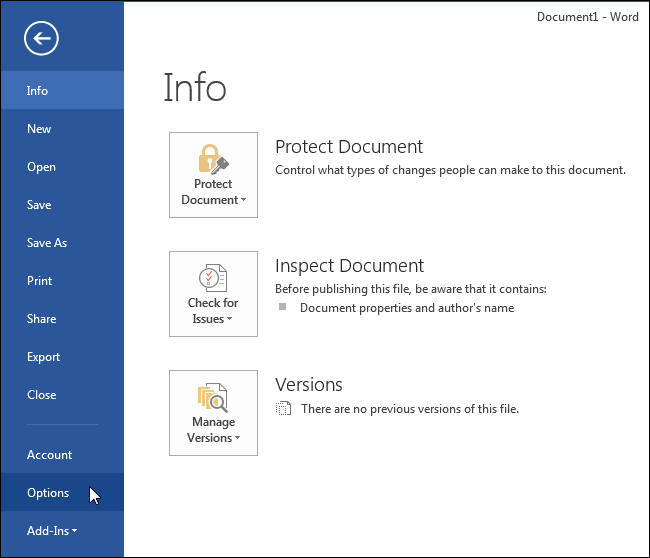 Document1 - Word
Info
New
Open
Save
Save As
Print
Share
Export
Close
Account
Options
Add-Ins
Info
Protect
Document
Protect Document
Control what types of changes people can make to this document.
Check for
Issues
Inspect Document
Before publishing this file, be aware that it contains:
Document properties and author's name
Manage
Versions
Versions
There are no previous versions of this file.